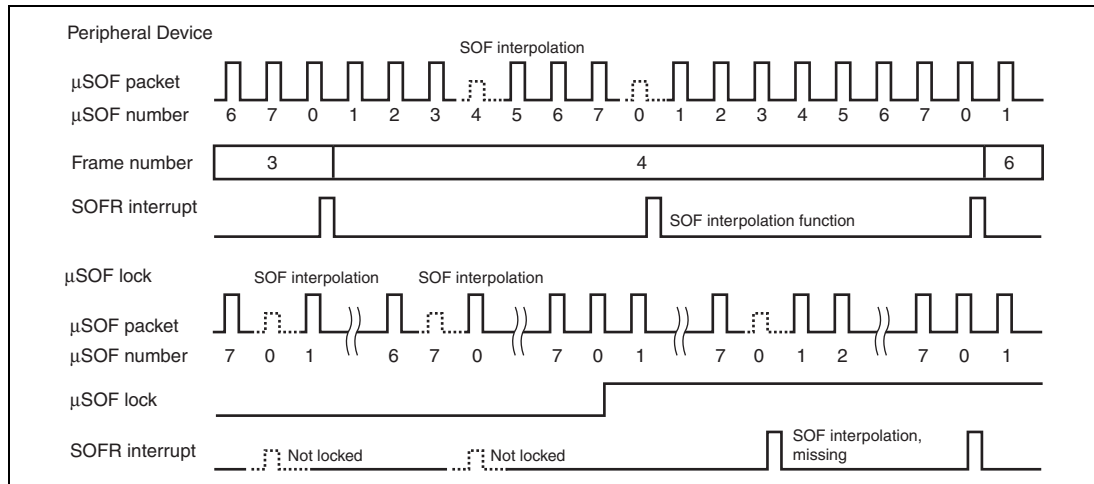 Peripheral Device
SOF interpolation
μSOF packet
μSOF number 6 7 0 1 2 3 4 5 6 7 0 1 2 3 4 5 6 7 0 1
Frame number 3 4 6
SOFR interrupt
SOF interpolation function
μSOF lock SOF interpolation SOF interpolation
μSOF packet
μSOF number 7 0 1 6 7 0 7 0 1 7 0 1 2 7 0 1
μSOF lock
SOFR interrupt Not locked Not locked SOF interpolation,
missing